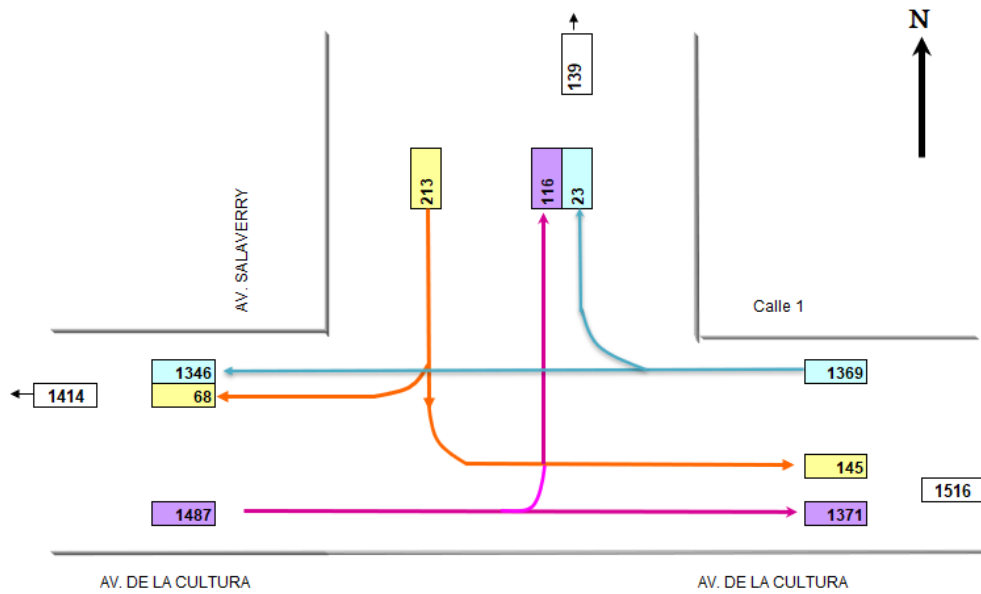 N
139
213
116
23
AV. SALAVERRY
Calle 1
1346
1369
68
1414
145
1516
1487
1371
AV. DE LA CULTURA
AV. DE LA CULTURA